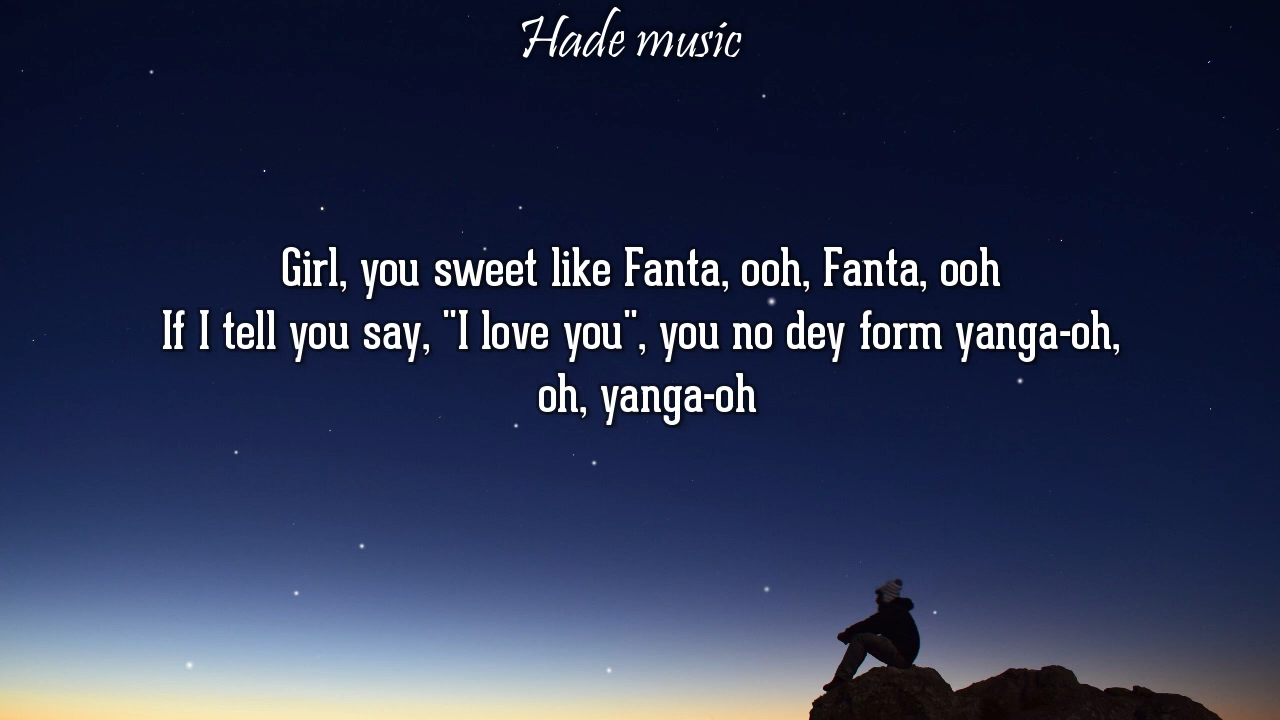 Hade music
Girl, you sweet like Fanta, ooh, Fanta, ooh
If I tell you say, "I love you", you no dey form yanga-oh,
oh, yanga-oh